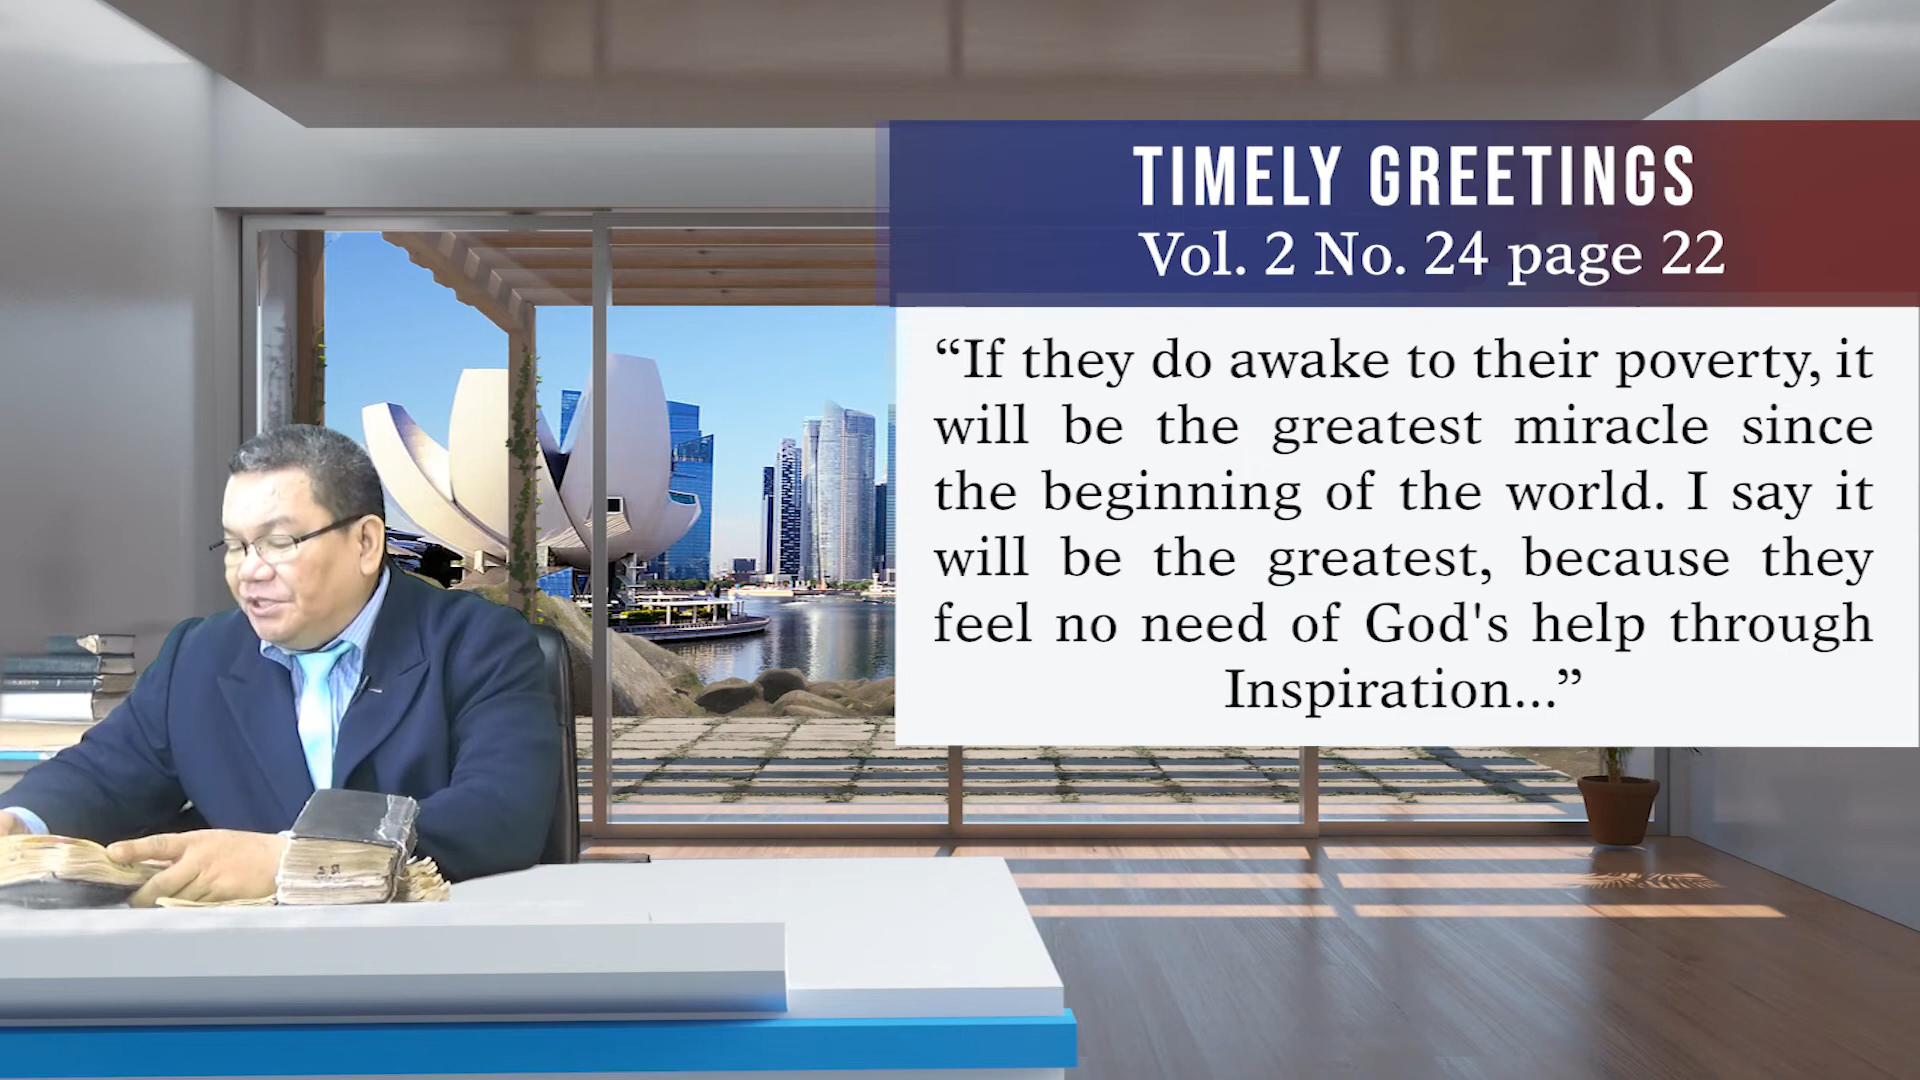 TIMELY GREETINGS
Vol. 2 No. 24 page 22
“If they do awake to their poverty, it
will be the greatest miracle since
the beginning of the world. I say it
will be the greatest, because they
feel no need of God's help through
Inspiration...”